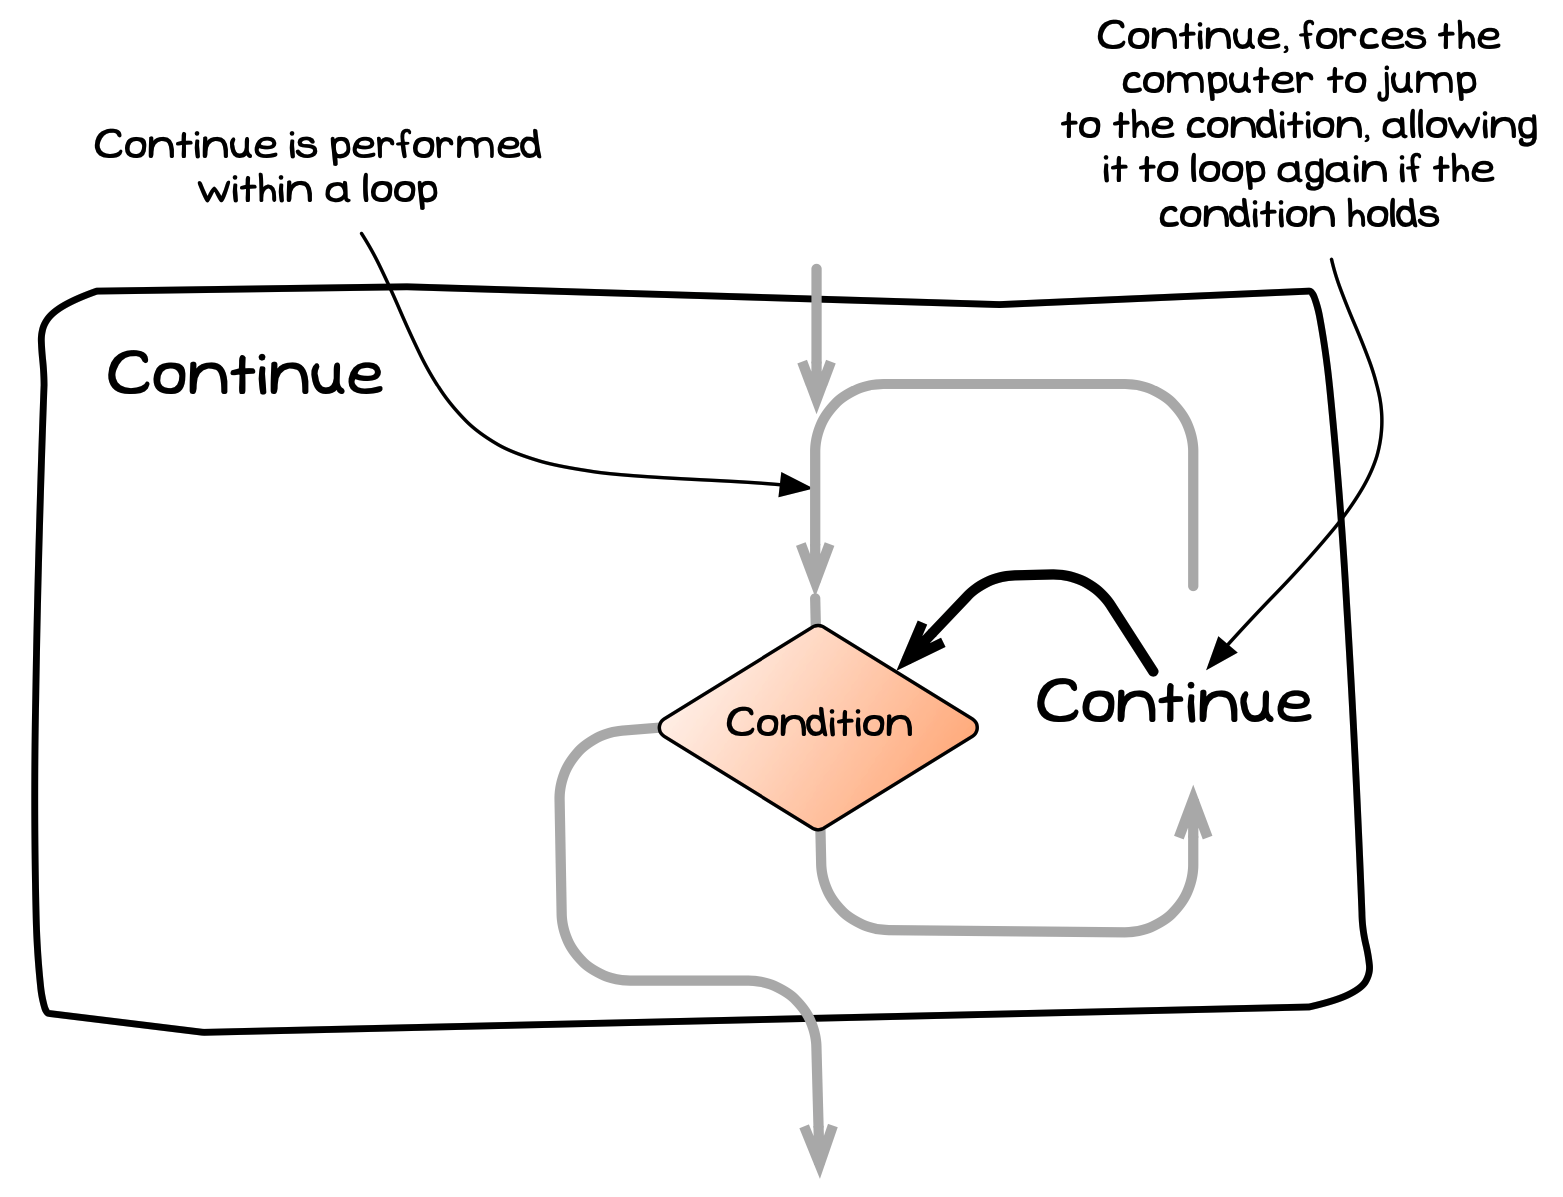 Continue is performed
within a loop
Continue, forces the
computer to jump
to the condition, allowing
it to loop again if the
condition holds
Continue
Condition
Continue